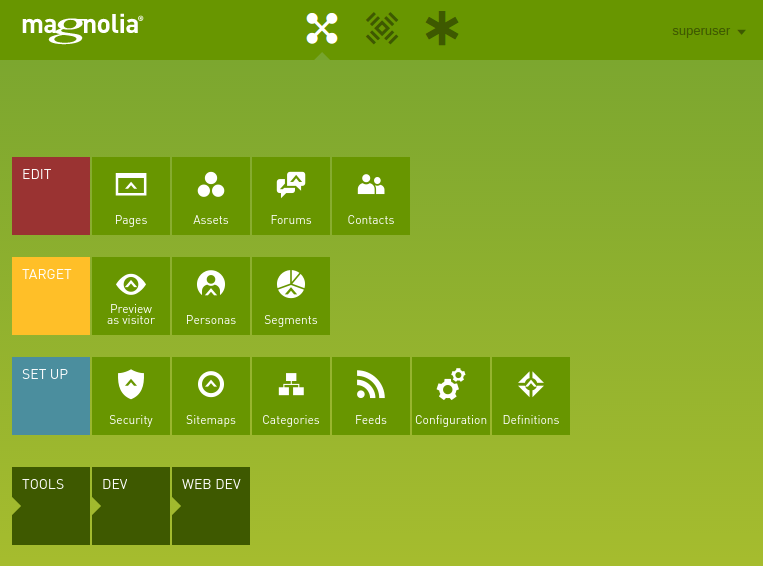 magnolia®
superuser
EDIT
Pages
Assets
Forums
Contacts
TARGET
Preview
as visitor
Personas
Segments
SET UP
Security
Sitemaps
Categories
Feeds
Configuration
Definitions
TOOLS
DEV
WEB DEV